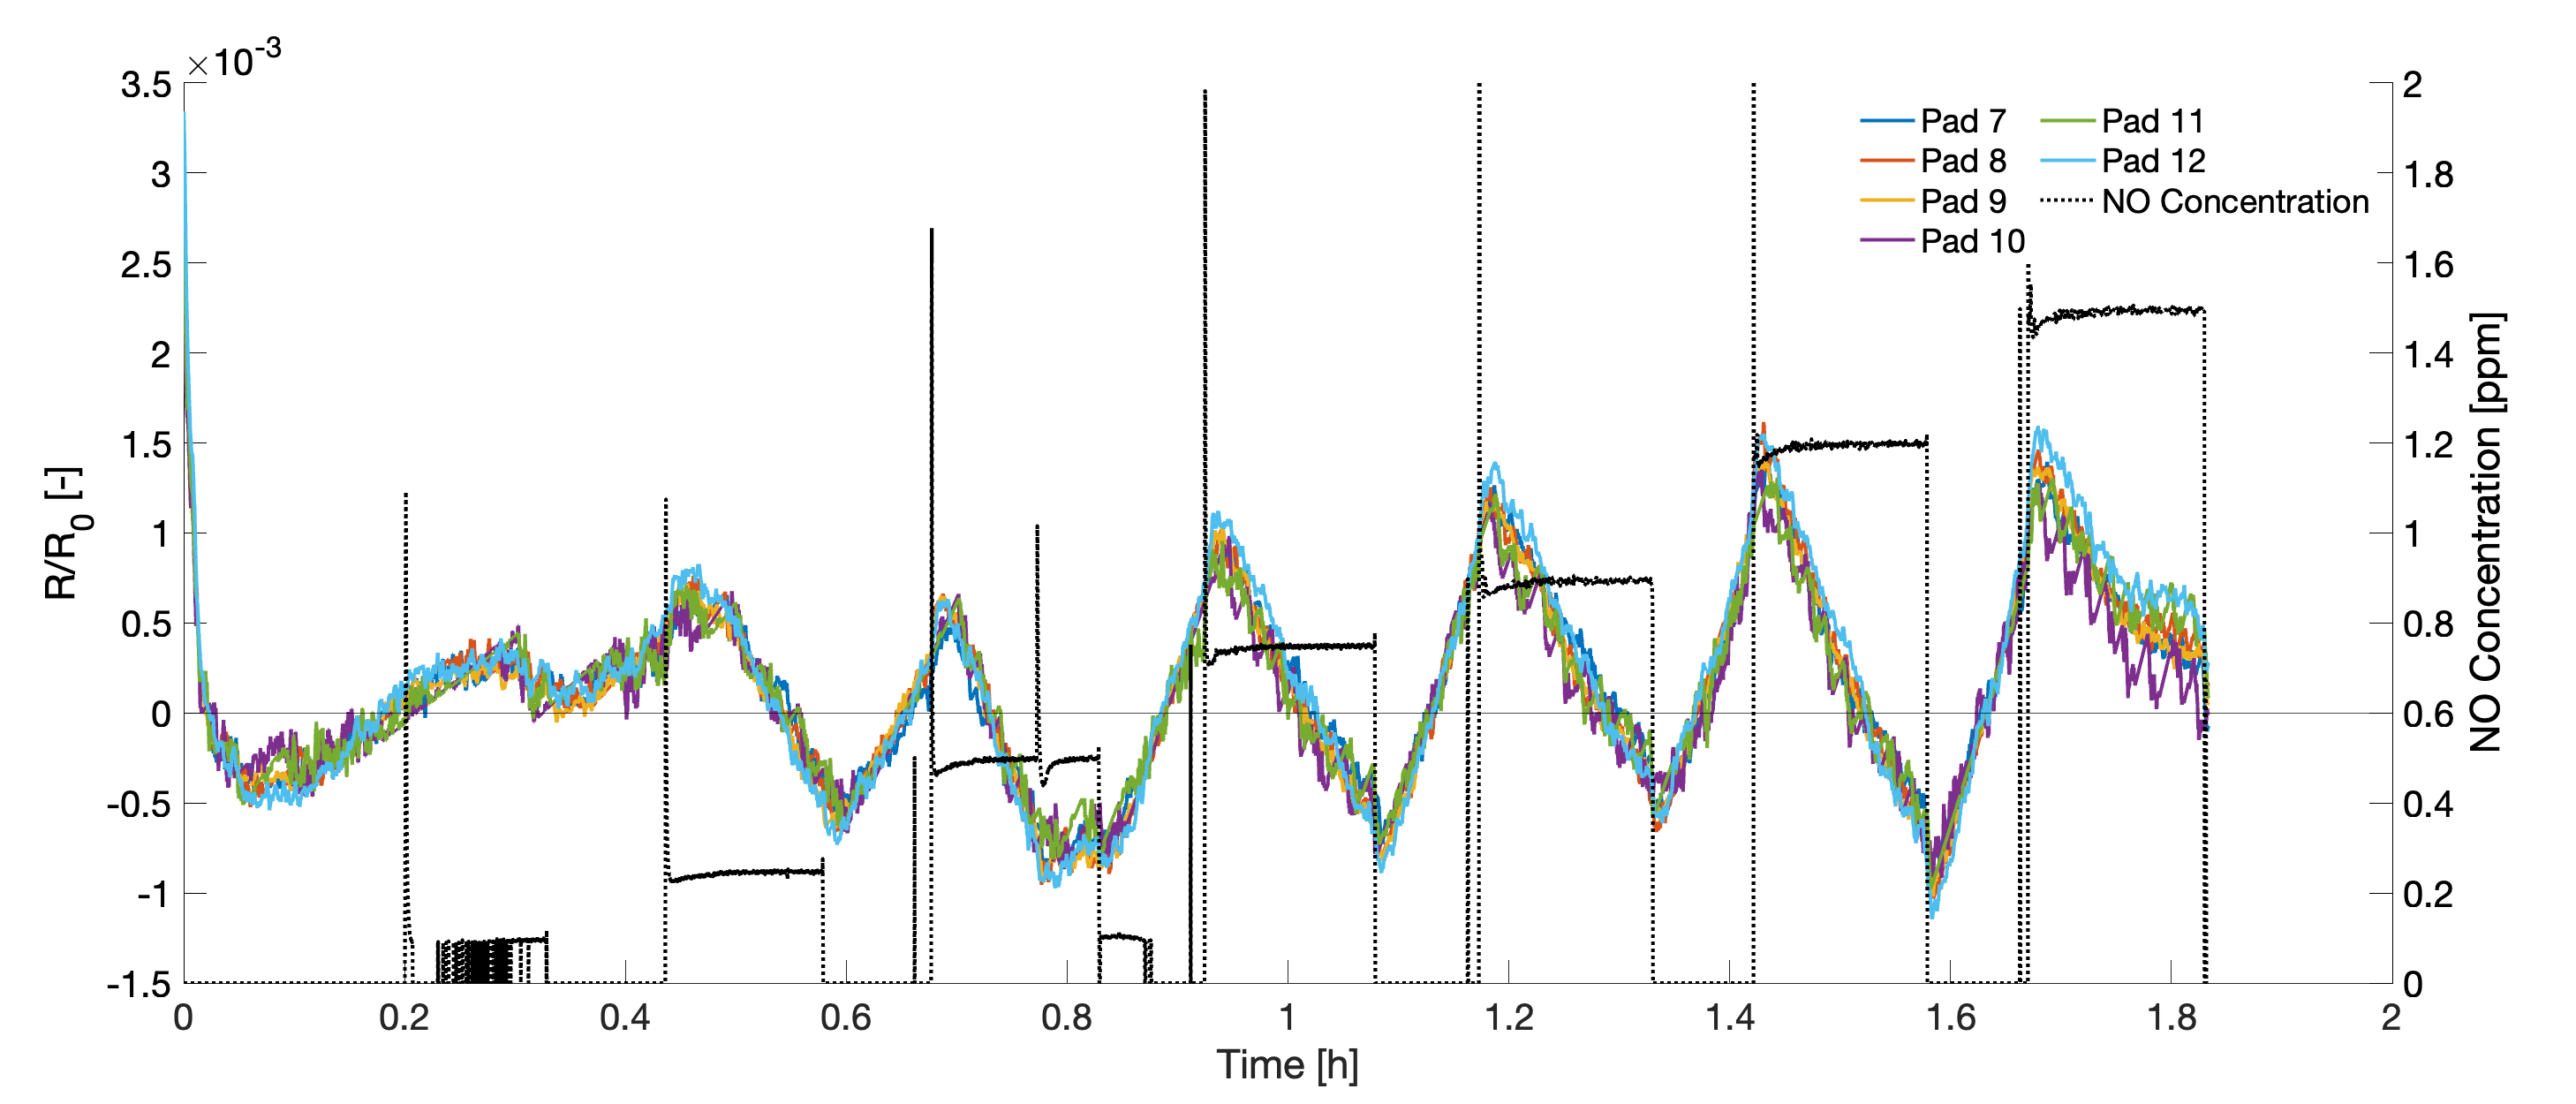 ×10-3
3.5
3
2.5
2
1.5
1
0.5
0
-0.5
-1
-1.5
R/R0 [-]
0 0.2 0.4 0.6 0.8 1 1.2 1.4 1.6 1.8 2
Time [h]
2
1.8
1.6
1.4
1.2
1
0.8
0.6
0.4
0.2
0
NO Concentration [ppm]
Pad 7
Pad 8
Pad 9
Pad 10
Pad 11
Pad 12
NO Concentration